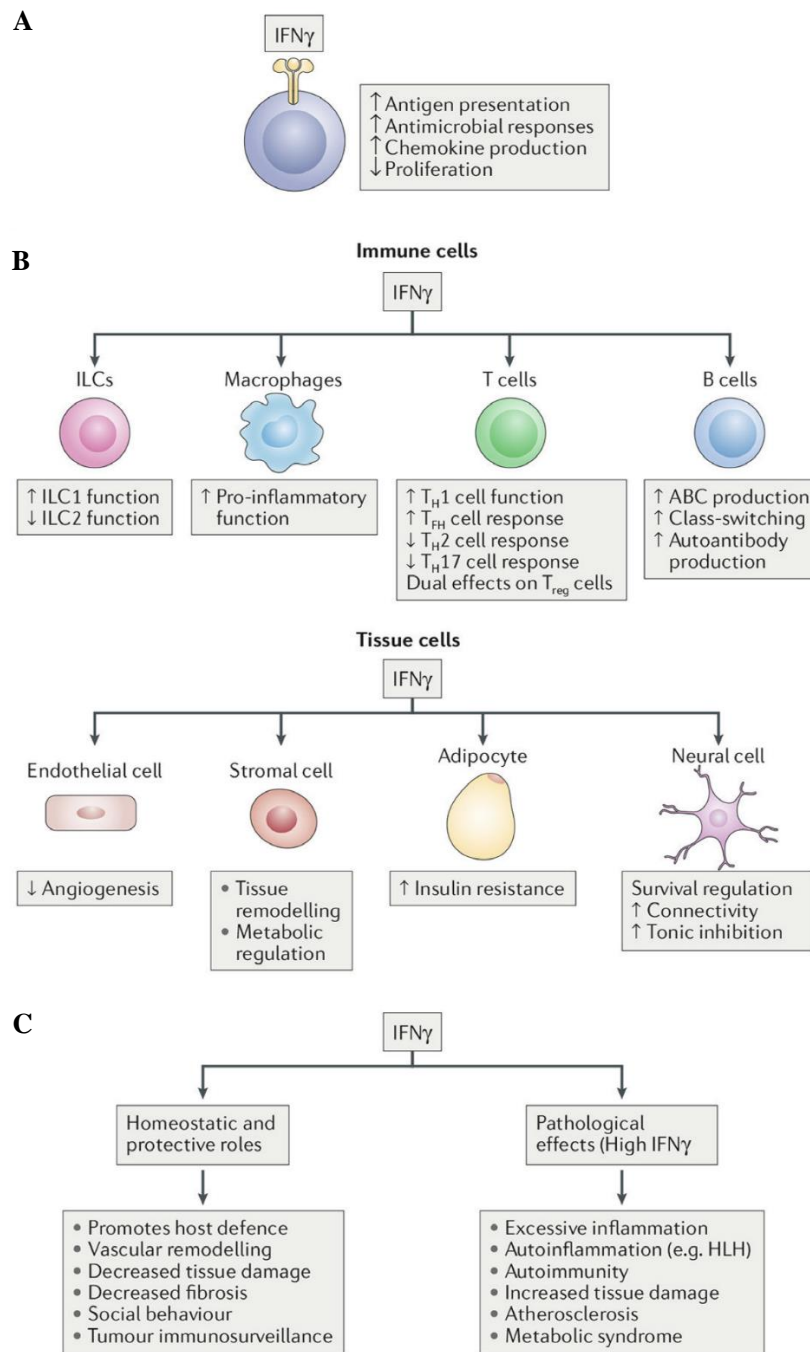 A
IFNγ
↑ Antigen presentation
↑ Antimicrobial responses
↑ Chemokine production
↓ Proliferation
B
Immune cells
IFNγ
ILCs
↑ ILC1 function
↓ ILC2 function
Macrophages
↑ Pro-inflammatory
function
T cells
↑ TH1 cell function
↑ TFH cell response
↓ TH2 cell response
↓ TH17 cell response
Dual effects on Treg cells
B cells
↑ ABC production
↑ Class-switching
↑ Autoantibody
production
Tissue cells
IFNγ
Endothelial cell
↓ Angiogenesis
Stromal cell
• Tissue
remodelling
• Metabolic
regulation
Adipocyte
↑ Insulin resistance
Neural cell
Survival regulation
↑ Connectivity
↑ Tonic inhibition
C
IFNγ
Homeostatic and
protective roles
• Promotes host defence
• Vascular remodelling
• Decreased tissue damage
• Decreased fibrosis
• Social behaviour
• Tumour immunosurveillance
Pathological
effects (High IFNγ
• Excessive inflammation
• Autoinflammation (e.g. HLH)
• Autoimmunity
• Increased tissue damage
• Atherosclerosis
• Metabolic syndrome